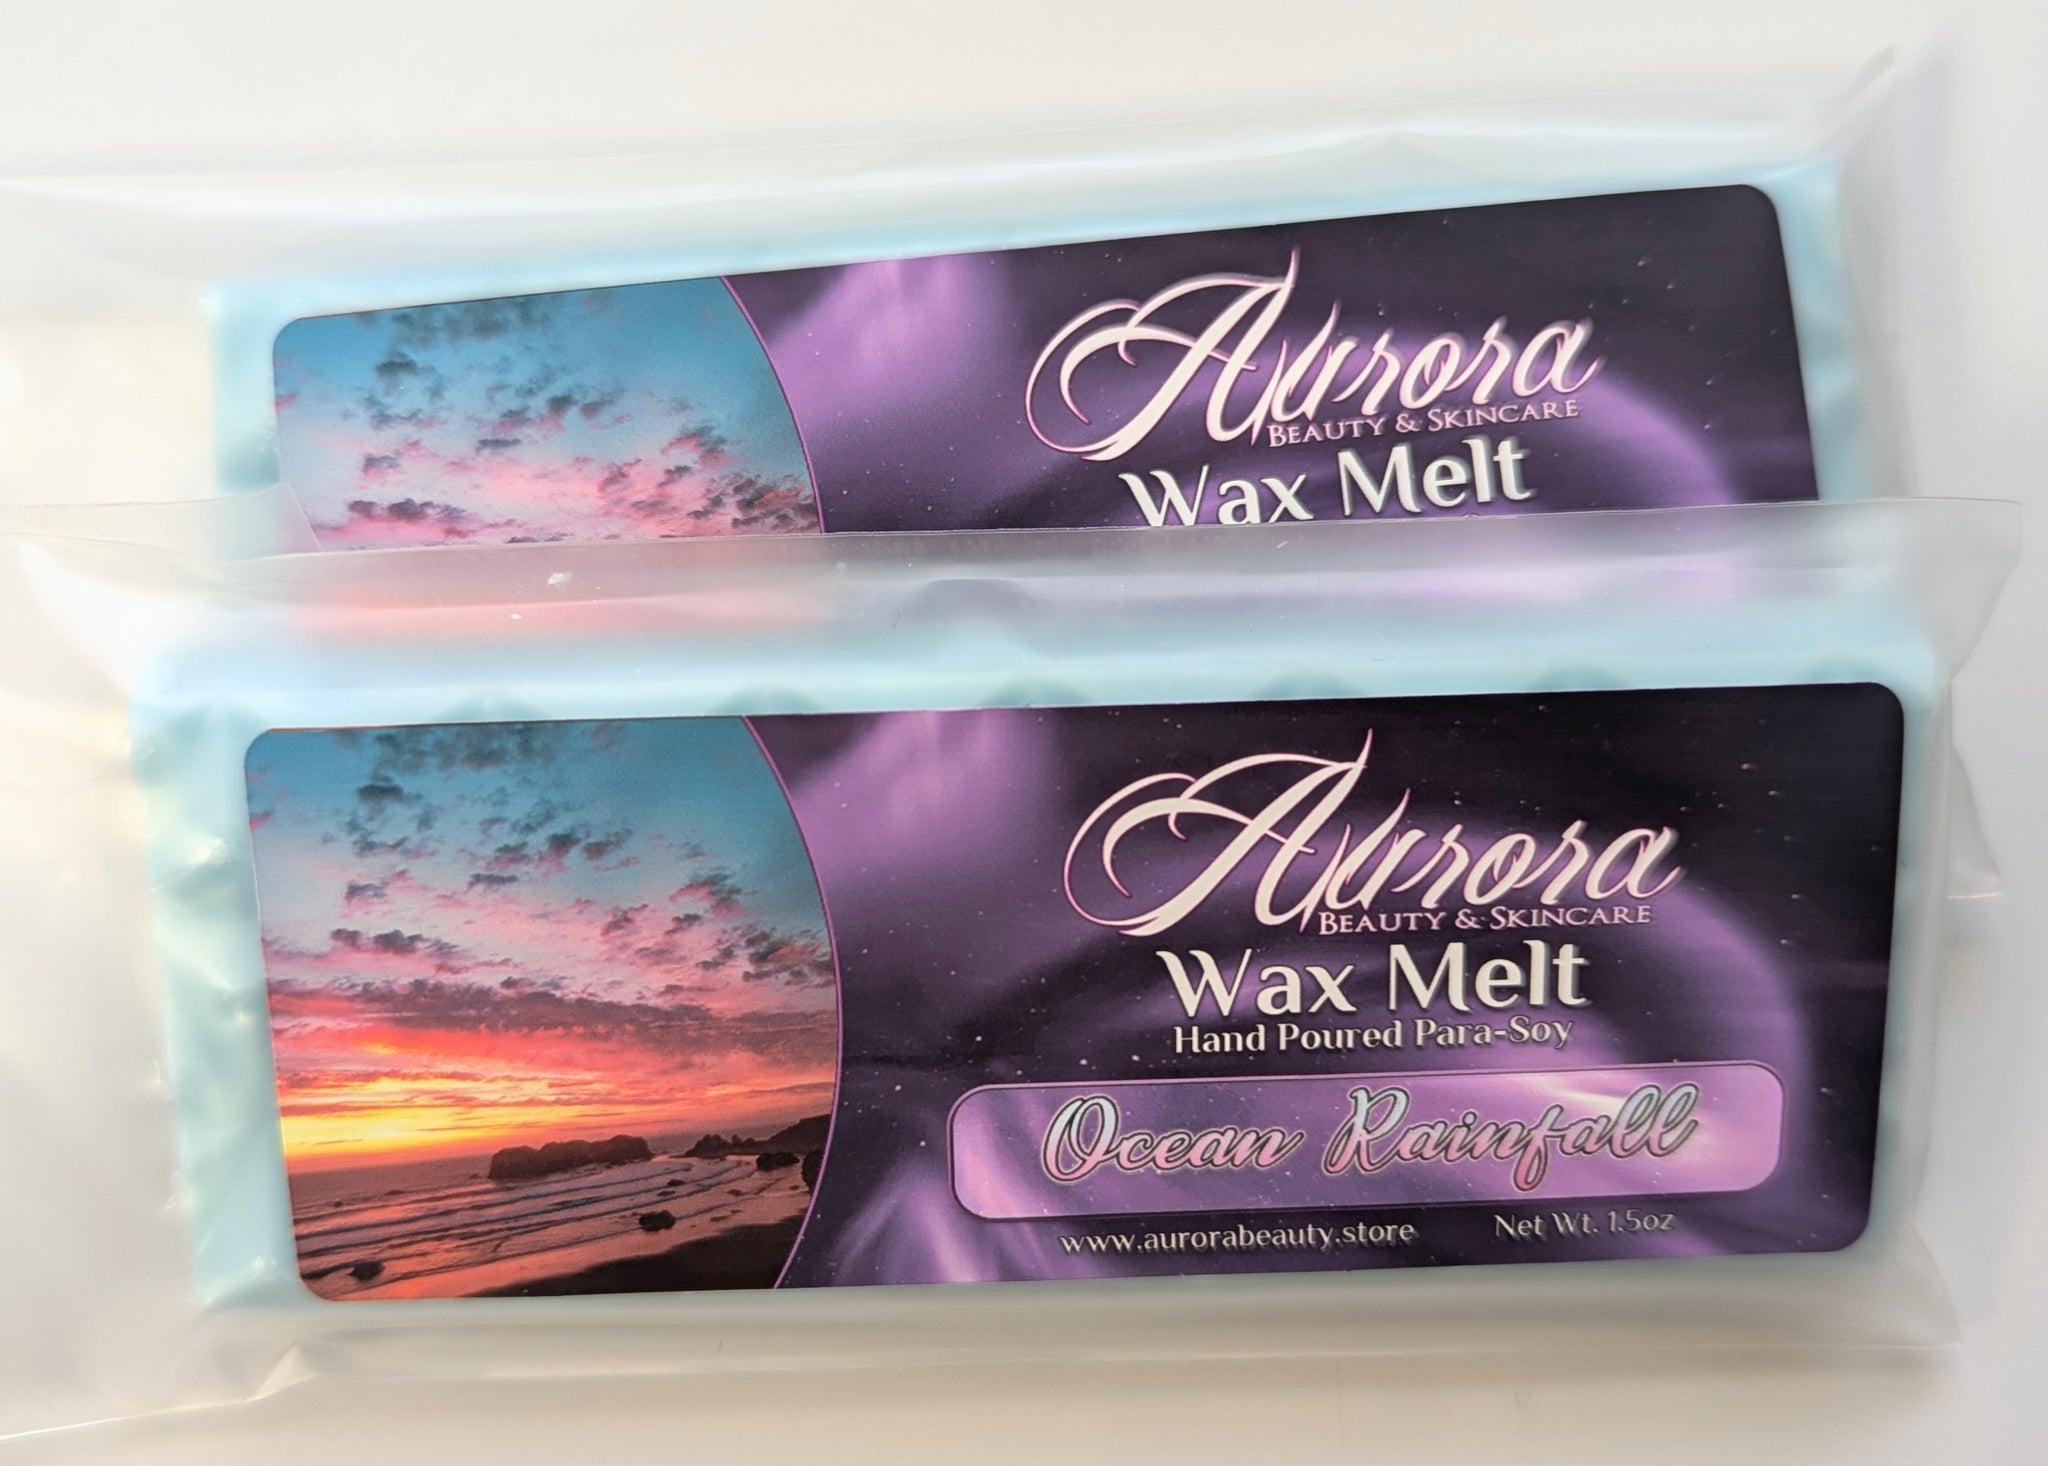 Aurora
Beauty & Skincare
Wax Melt
Aurora
Beauty & Skincare
Wax Melt
Hand Poured Para-Soy
Ocean Rainfall
www.aurorabeauty.store Net Wt. 1.5oz